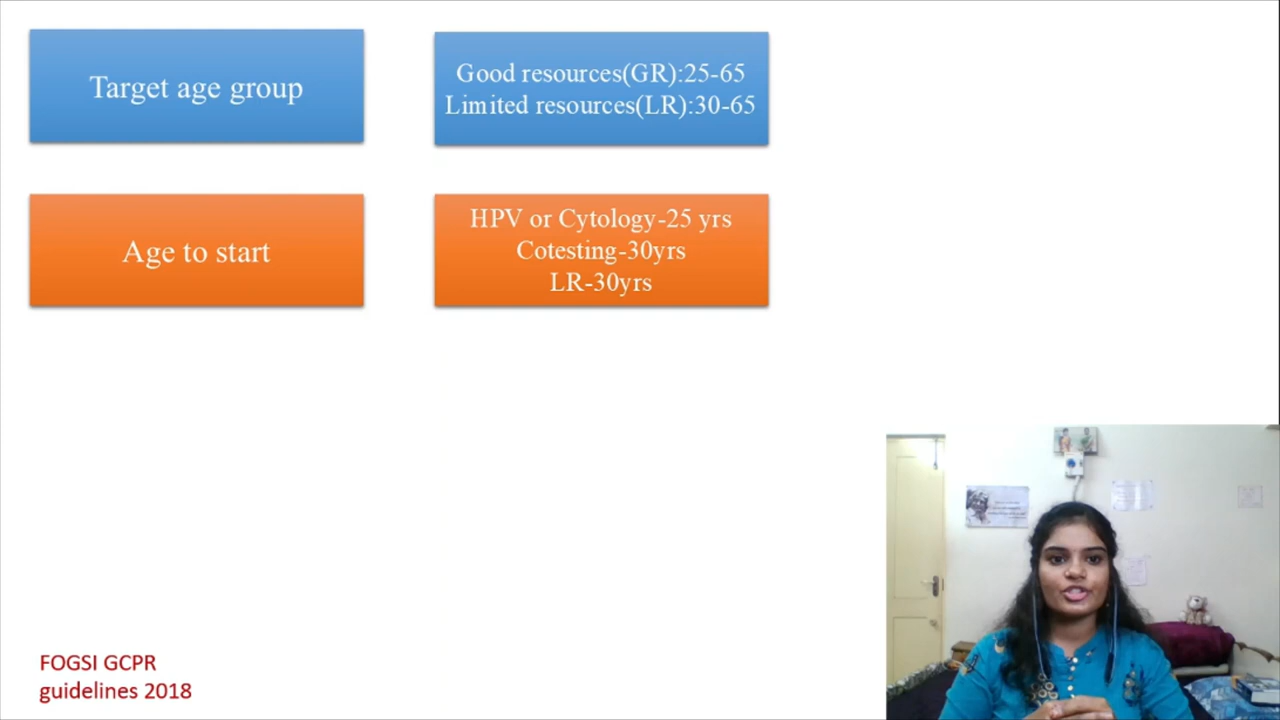 Target age group
Good resources(GR):25-65
Limited resources(LR):30-65
Age to start
HPV or Cytology-25 yrs
Cotesting-30yrs
LR-30yrs
FOGSI GCPR
guidelines 2018